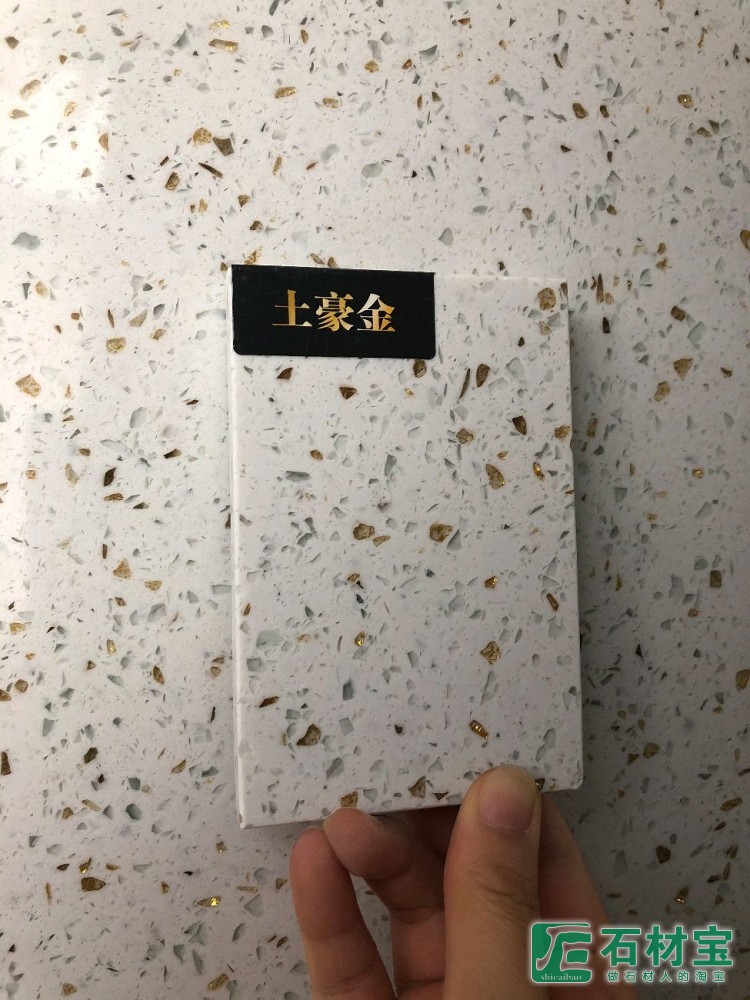 土豪金
石材宝
shicaibao
做石材人的淘宝